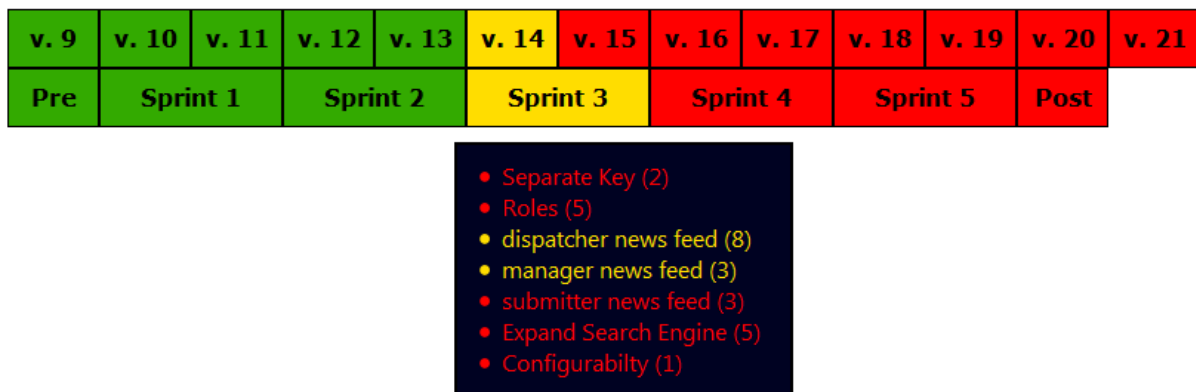 v. 9 v. 10 v. 11 v. 12 v. 13 v. 14 v. 15 v. 16 v. 17 v. 18 v. 19 v. 20 v. 21
Pre Sprint 1 Sprint 2 Sprint 3 Sprint 4 Sprint 5 Post
• Separate Key (2)
• Roles (5)
• dispatcher news feed (8)
• manager news feed (3)
• submitter news feed (3)
• Expand Search Engine (5)
• Configurabilty (1)